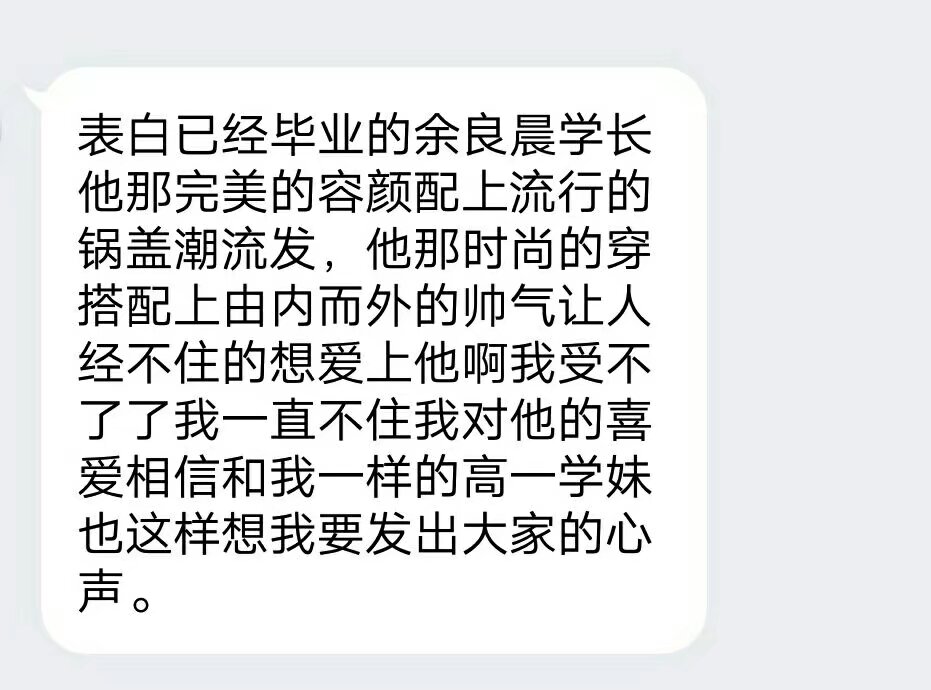 表白已经毕业的余良晨学长
他那完美的容颜配上流行的
锅盖潮流发，他那时尚的穿
搭配上由内而外的帅气让人
经不住的想爱上他啊我受不
了了我一直不住我对他的喜
爱相信和我一样的高一学妹
也这样想我要发出大家的心
声。